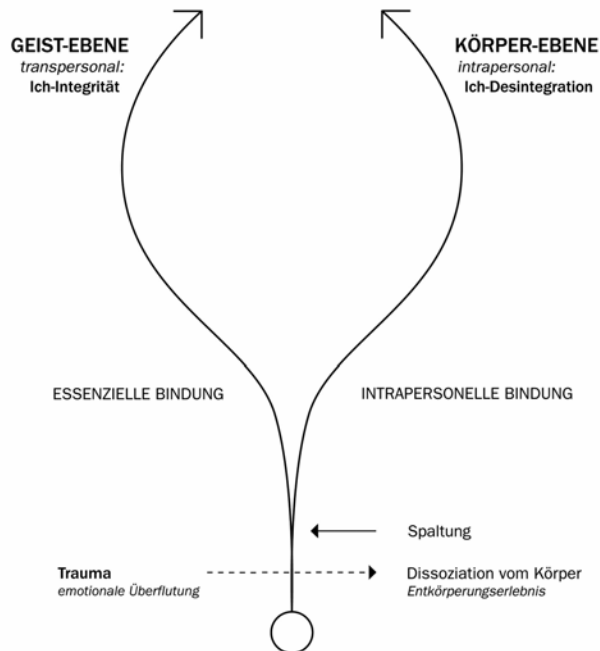 GEIST-EBENE
transpersonal:
Ich-Integrität
KÖRPER-EBENE
intrapersonal:
Ich-Desintegration
ESSENZIELLE BINDUNG
INTRAPERSONELLE BINDUNG
Spaltung
Trauma
emotionale Überflutung
Dissoziation vom Körper
Entkörperungserlebnis